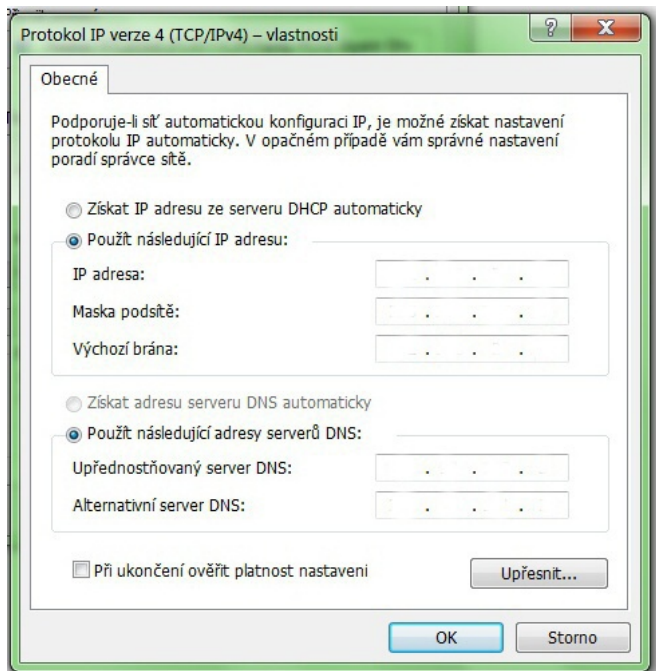 Protokol IP verze 4 (TCP/IPv4) – vlastnosti
?
Obecné
Podporuje-li síť automatickou konfiguraci IP, je možné získat nastavení
protokolu IP automaticky. V opačném případě vám správné nastavení
poradí správce sítě.
Získat IP adresu ze serveru DHCP automaticky
Použít následující IP adresu:
IP adresa: . . .
Maska podsítě: . . .
Výchozí brána: . . .
Získat adresu serveru DNS automaticky
Použít následující adresy serverů DNS:
Upřednostňovaný server DNS: . . .
Alternativní server DNS: . . .
Při ukončení ověřit platnost nastaveni
Upřesnit...
OK Storno